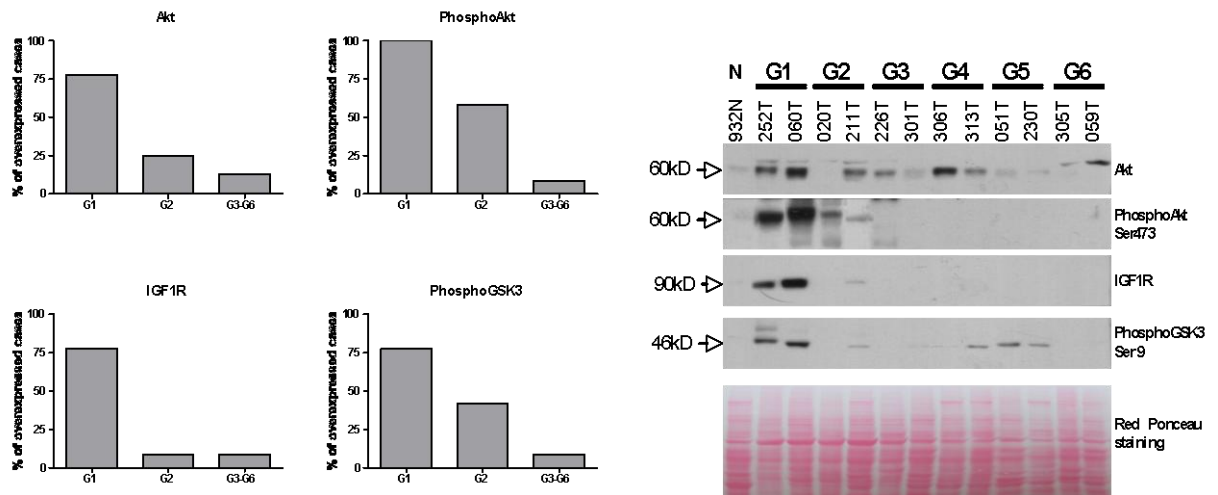 Akt
% of overexpressed cases
100
75
50
25
0
G1
G2
G3-G6
PhosphoAkt
% of overexpressed cases
100
75
50
25
0
G1
G2
G3-G6
IGF1R
% of overexpressed cases
100
75
50
25
0
G1
G2
G3-G6
PhosphoGSK3
% of overexpressed cases
100
75
50
25
0
G1
G2
G3-G6
N G1 G2 G3 G4 G5 G6
932N 252T 060T 020T 211T 226T 301T 306T 313T 051T 230T 305T 059T
60kD Akt
60kD PhosphoAkt
Ser473
90kD IGF1R
46kD PhosphoGSK3
Ser 9
Red Ponceau
staining